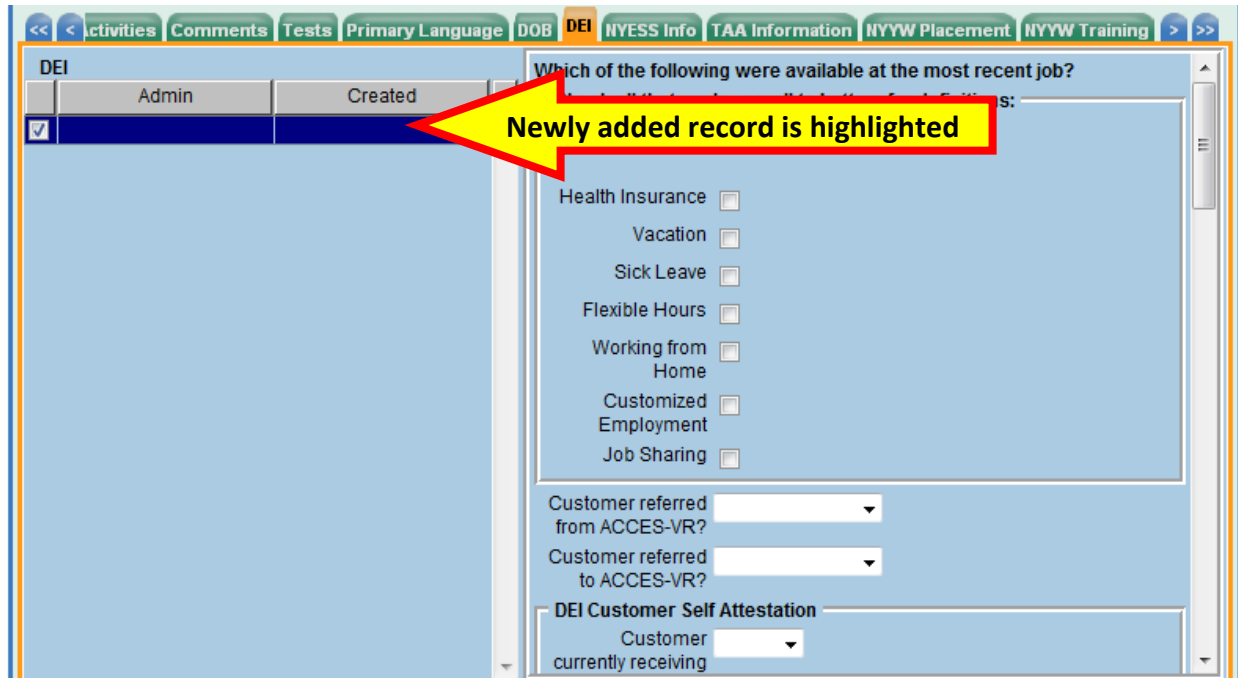 << < ctivities Comments Tests Primary Language DOB DEI NYESS Info TAA Information NYYW Placement NYYW Training > >>
DEI
Admin Created
Which of the following were available at the most recent job?
Newly added record is highlighted
Health Insurance
Vacation
Sick Leave
Flexible Hours
Working from
Home
Customized
Employment
Job Sharing
Customer referred
from ACCES-VR?
Customer referred
to ACCES-VR?
DEI Customer Self Attestation
Customer
currently receiving